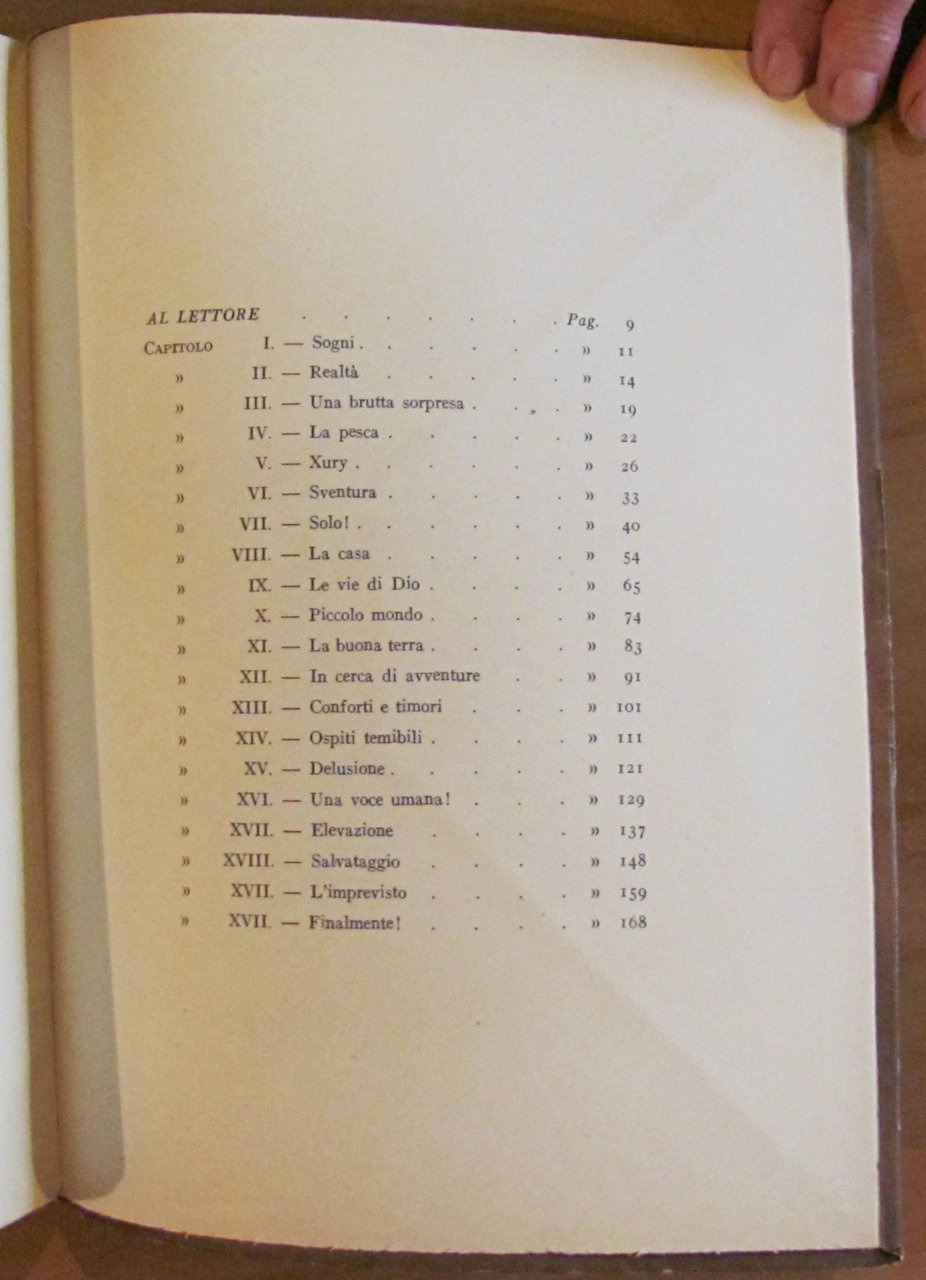 AL LETTORE . . . . . . . Pag. 9
CAPITOLO I. — Sogni . . . . . . » 11
» II. — Realtà . . . . . » 14
» III. — Una brutta sorpresa . . . » 19
» IV. — La pesca . . . . . » 22
» V. — Xury . . . . . . » 26
» VI. — Sventura . . . . . » 33
» VII. — Solo! . . . . . . » 40
» VIII. — La casa . . . . . » 54
» IX. — Le vie di Dio . . . . » 65
» X. — Piccolo mondo . . . . » 74
» XI. — La buona terra . . . . » 83
» XII. — In cerca di avventure . . » 91
» XIII. — Conforti e timori . . . » 101
» XIV. — Ospiti temibili . . . . » 111
» XV. — Delusione . . . . . » 121
» XVI. — Una voce umana! . . . » 129
» XVII. — Elevazione . . . . » 137
» XVIII. — Salvataggio . . . . » 148
» XVII. — L'imprevisto . . . . » 159
» XVII. — Finalmente! . . . . » 168